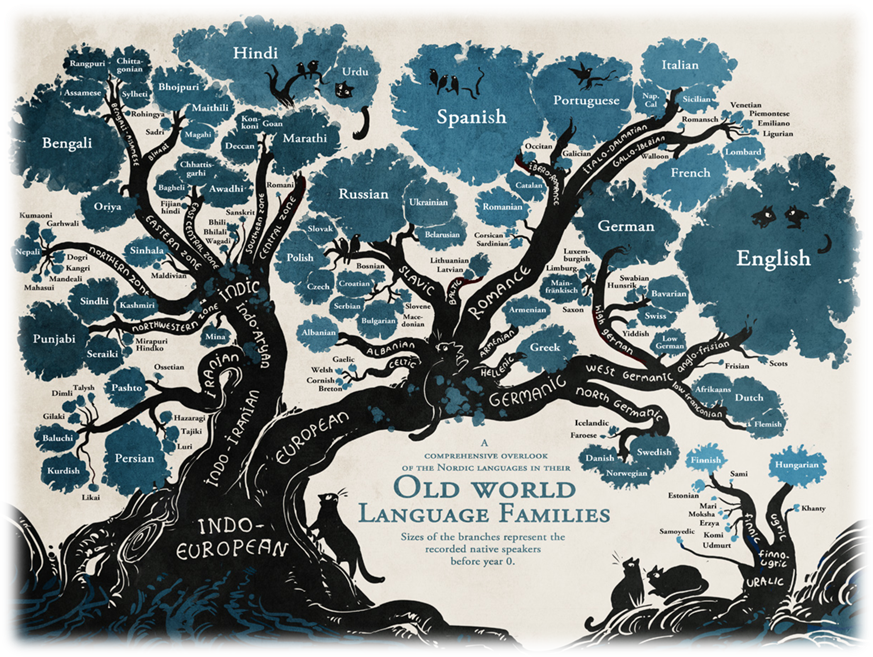 Hindi
Urdu
Rangpuri
Chitta-
gonian
Assamese
Sylheti
Bhojpuri
Rohingya
Maithili
Bengali
Sadri
Magahi
BENGALI-ASSAMESE
BIHARI
Kon-
koni
Goan
Deccan
Marathi
Chhattis-
garhi
Bagheli
Awadhi
Romani
Oriya
Fijian
hindi
Sanskrit
Bhili
Bhilali
Wagadi
EASTERN ZONE
EAST CENTRAL ZONE
SOUTHERN ZONE
CENTRAL ZONE
Kumaoni
Garhwali
Nepali
Dogri
Kangri
Mandeali
Mahasui
NORTHERN ZONE
Sinhala
Maldivian
INDIC
Sindhi
Kashmiri
NORTHWESTERN ZONE
Punjabi
Mirapuri
Hindko
Mina
Seraiki
INDO-ARYAN
IRANIAN
Ossetian
Pashto
Talysh
Dimli
Gilaki
Baluchi
Kurdish
Likai
Persian
Hazaragi
Tajiki
Luri
INDO-IRANIAN
EUROPEAN
INDO-
EUROPEAN
Russian
Ukrainian
Belarusian
Slovak
Polish
Bosnian
Czech
Croatian
Serbian
Bulgarian
Slovene
Mace-
donian
SLAVIC
Lithuanian
Latvian
BALTIC
Albanian
ALBANIAN
Gaelic
Welsh
Cornish
Breton
CELTIC
Spanish
Portuguese
Occitan
Galician
Catalan
IBERO-ROMANCE
Italian
Nap.
Cal
Sicilian
ITALO-DALMATIAN
GALLO-IBERIAN
Romansch
Venetian
Piemontese
Emiliano
Ligurian
Lombard
Walloon
French
Romanian
Corsican
Sardinian
ROMANCE
Armenian
ARMENIAN
Greek
HELLENIC
German
English
Luxem-
burgish
Limburg.
Main-
fränkisch
Saxon
Swabian
Hunsrik
Bavarian
Swiss
Yiddish
high german
Low
German
anglo-frisian
Frisian
Scots
GERMANIC
WEST Germanic
low franconian
Afrikaans
Dutch
Flemish
north Germanic
Icelandic
Faroese
Danish
Norwegian
Swedish
A
comprehensive overlook
of the Nordic languages in their
Old world
Language Families
Sizes of the branches represent the
recorded native speakers
before year 0.
Finnish
Sami
Estonian
Mari
Moksha
Erzya
Komi
Udmurt
Samoyedic
Hungarian
Khanty
finnic
ugric
finno-
ugric
URALIC